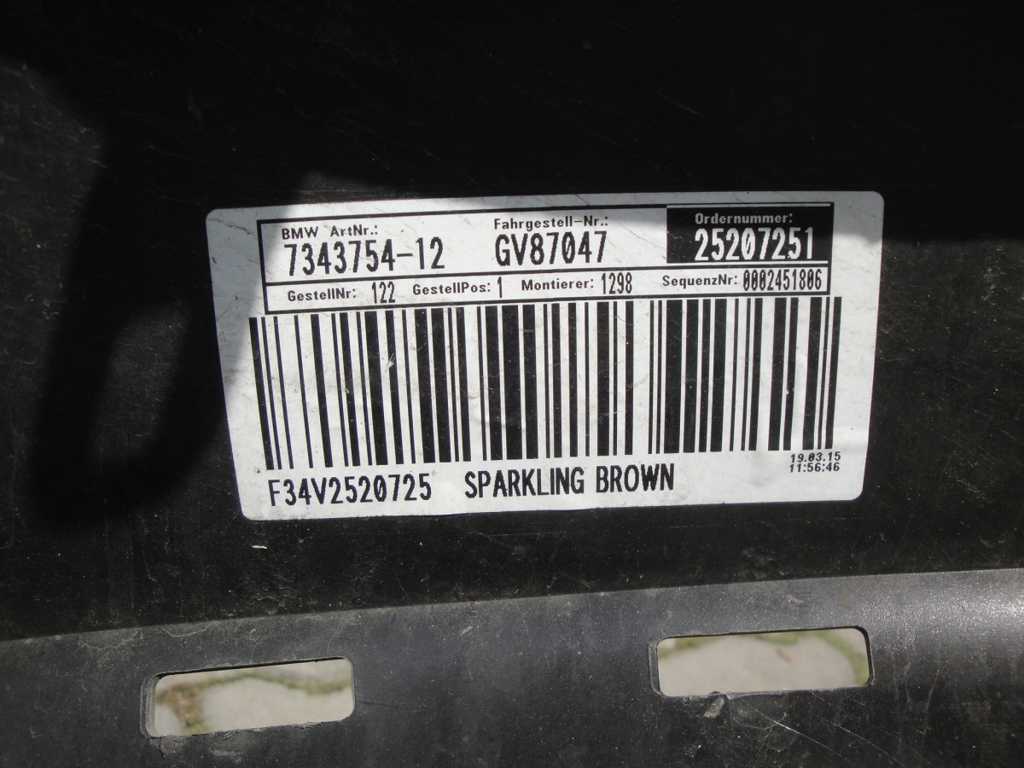 BMW ArtNr.: Fahrgestell-Nr.: Ordernummer:
7343754-12 GV87047 25207251
GestellNr: 122 GestellPos: 1 Montierer: 1298 SequenzNr: 0002451806
19.03.15
11:56:46
F34V2520725 SPARKLING BROWN